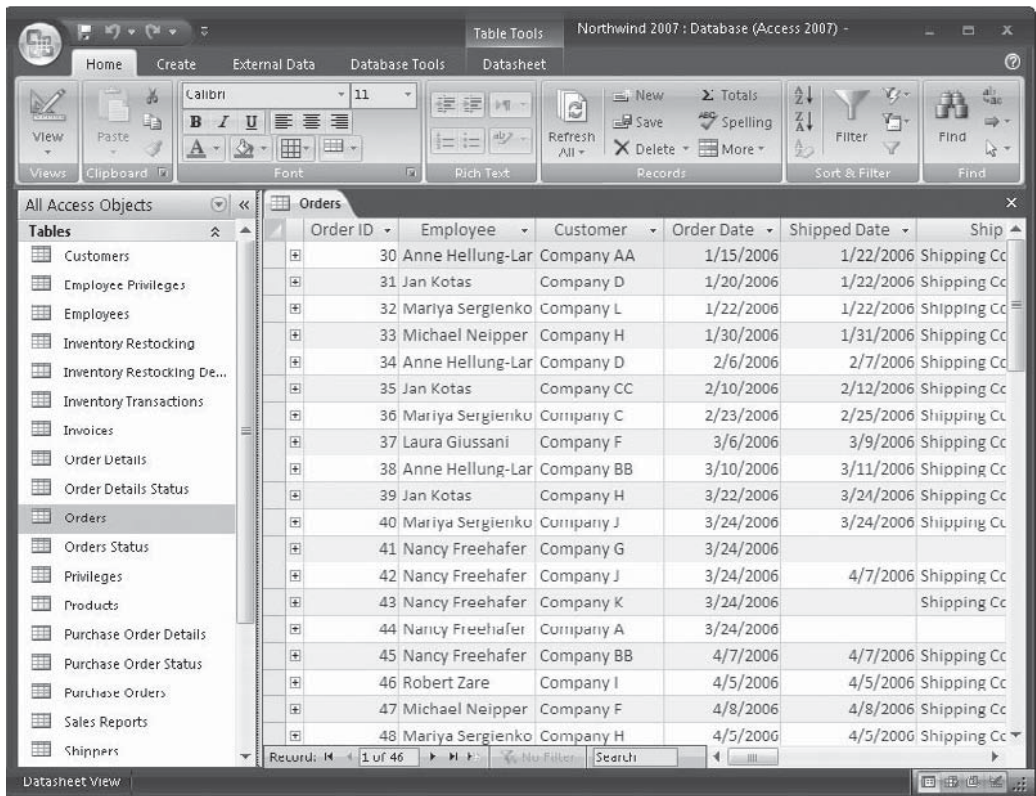 Table Tools
Northwind 2007 : Database (Access 2007) -
Home Create External Data Database Tools Datasheet
View
Paste
Calibri 11
B I U
A
Refresh All
New
Save
Delete
Totals
Spelling
More
Filter
Find
Views Clipboard Font Rich Text Records Sort & Filter Find
All Access Objects
Tables
Customers
Employee Privileges
Employees
Inventory Restocking
Inventory Restocking De...
Inventory Transactions
Invoices
Order Details
Order Details Status
Orders
Orders Status
Privileges
Products
Purchase Order Details
Purchase Order Status
Purchase Orders
Sales Reports
Shippers
Orders
Order ID Employee Customer Order Date Shipped Date Ship
30 Anne Hellung-Lar Company AA 1/15/2006 1/22/2006 Shipping Co
31 Jan Kotas Company D 1/20/2006 1/22/2006 Shipping Co
32 Mariya Sergienko Company L 1/22/2006 1/22/2006 Shipping Co
33 Michael Neipper Company H 1/30/2006 1/31/2006 Shipping Co
34 Anne Hellung-Lar Company D 2/6/2006 2/7/2006 Shipping Co
35 Jan Kotas Company CC 2/10/2006 2/12/2006 Shipping Co
36 Mariya Sergienko Company C 2/23/2006 2/25/2006 Shipping Co
37 Laura Giussani Company F 3/6/2006 3/9/2006 Shipping Co
38 Anne Hellung-Lar Company BB 3/10/2006 3/11/2006 Shipping Co
39 Jan Kotas Company H 3/22/2006 3/24/2006 Shipping Co
40 Mariya Sergienko Company J 3/24/2006 3/24/2006 Shipping Co
41 Nancy Freehafer Company G 3/24/2006
42 Nancy Freehafer Company J 3/24/2006 4/7/2006 Shipping Co
43 Nancy Freehafer Company K 3/24/2006 Shipping Co
44 Nancy Freehafer Company A 3/24/2006
45 Nancy Freehafer Company BB 4/7/2006 4/7/2006 Shipping Co
46 Robert Zare Company I 4/5/2006 4/5/2006 Shipping Co
47 Michael Neipper Company F 4/8/2006 4/8/2006 Shipping Co
48 Mariya Sergienko Company H 4/5/2006 4/5/2006 Shipping Co
Record: 1 of 46 No Filter Search
Datasheet View